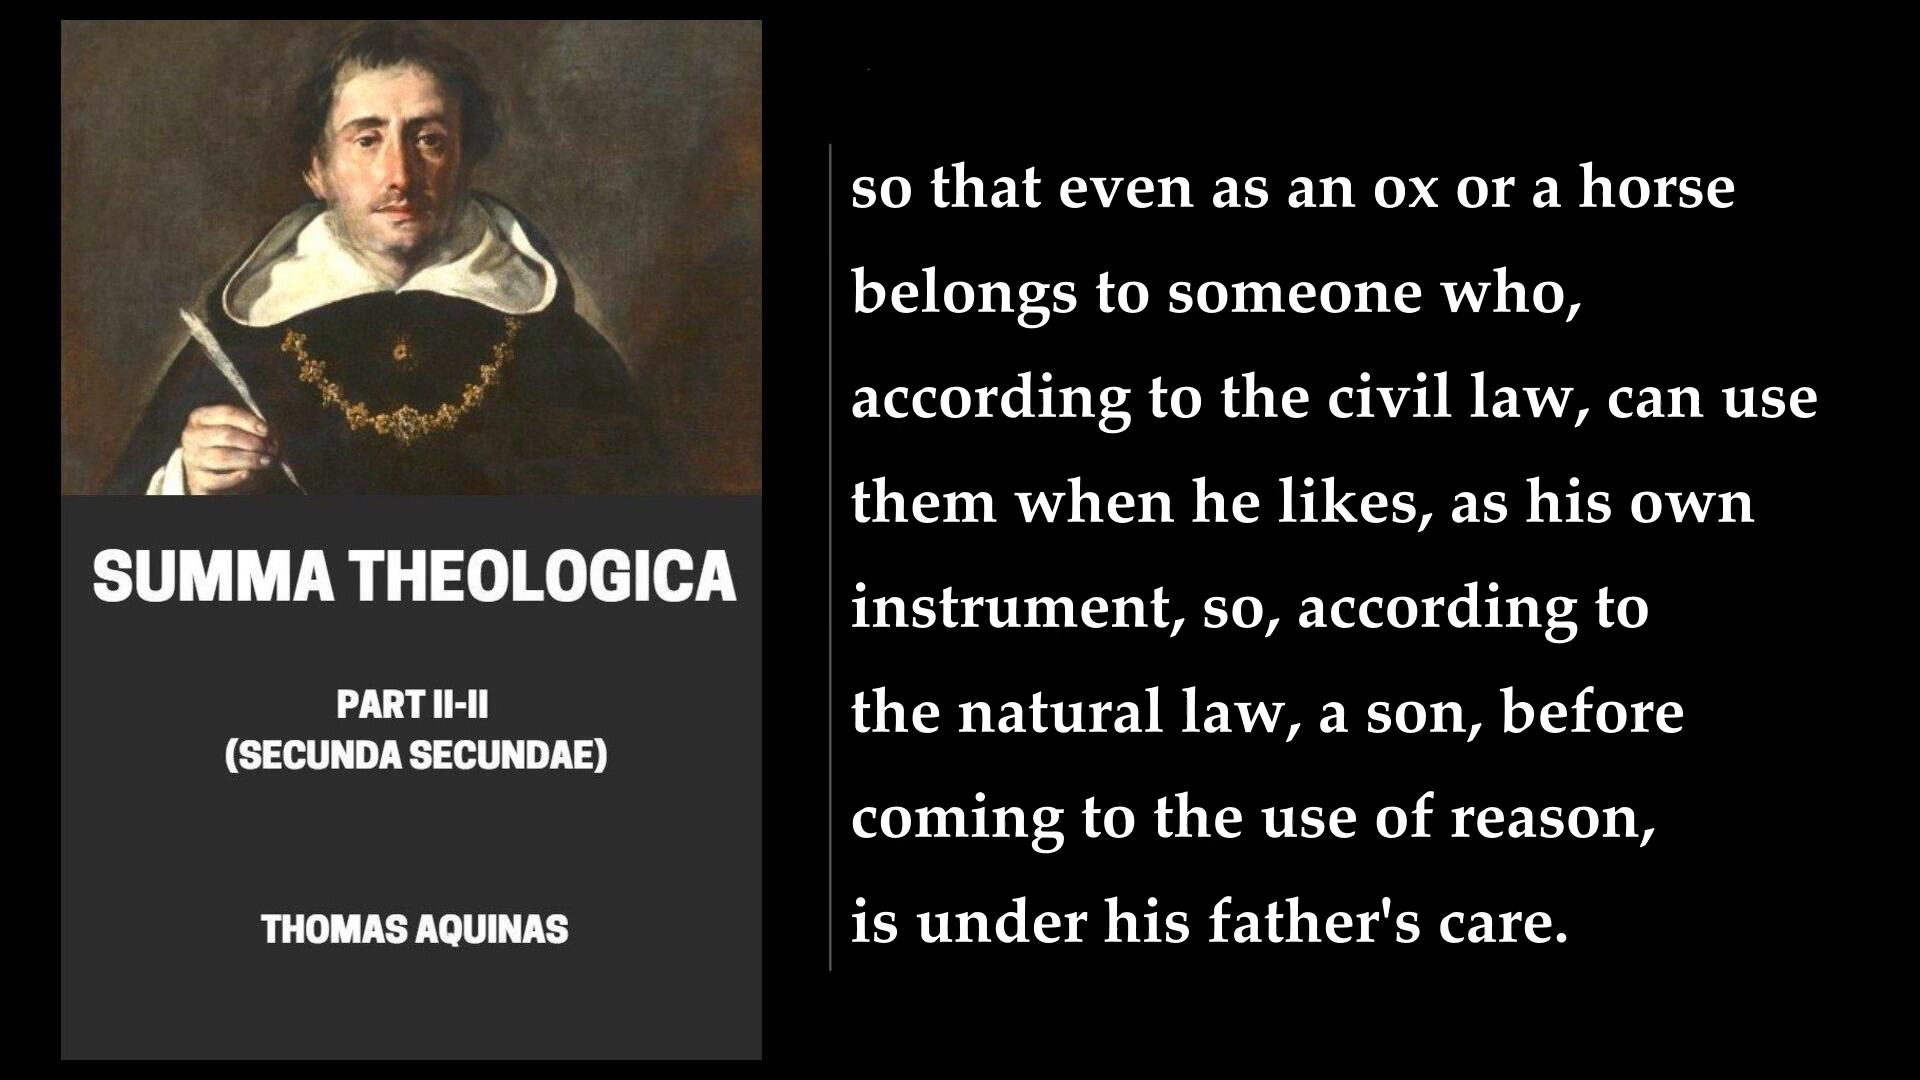 SUMMA THEOLOGICA
PART II-II
(SECUNDA SECUNDAE)
THOMAS AQUINAS
so that even as an ox or a horse
belongs to someone who,
according to the civil law, can use
them when he likes, as his own
instrument, so, according to
the natural law, a son, before
coming to the use of reason,
is under his father's care.